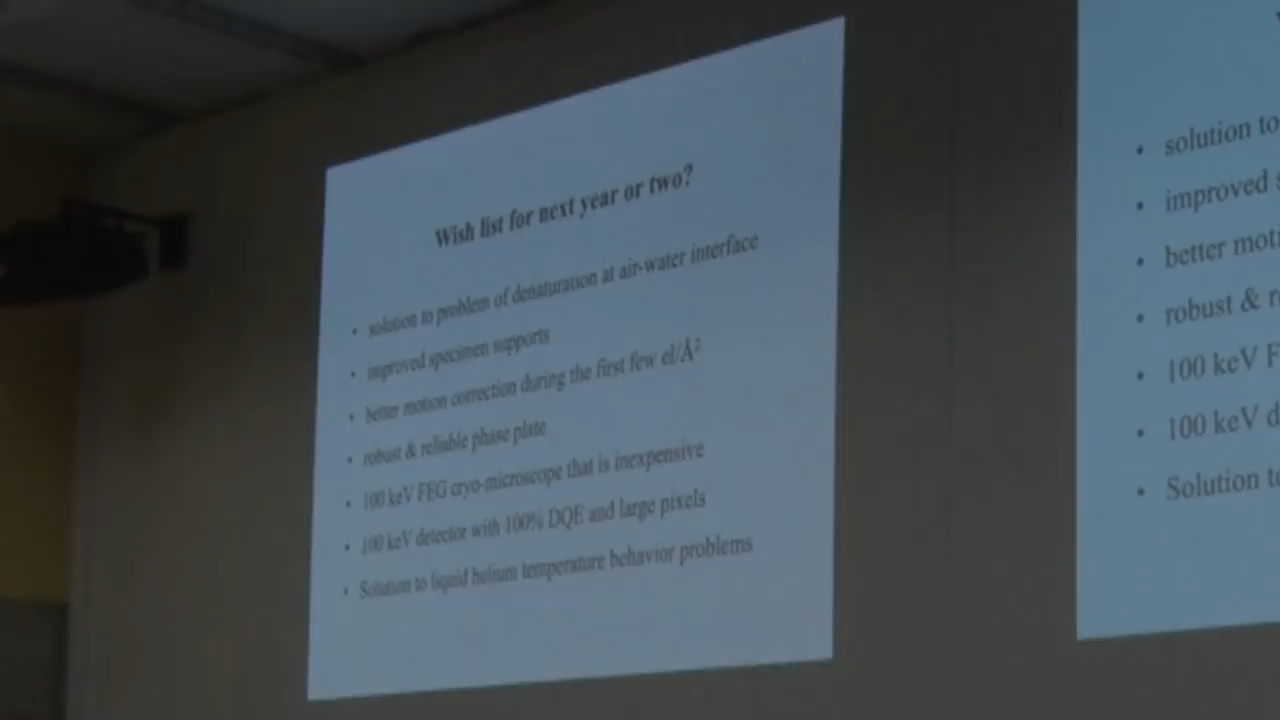 Wish list for next year or two?
• solution to problem of denaturation at air-water interface
• improved specimen supports
• better motion correction during the first few el/Å²
• robust & reliable phase plate
• 100 keV FEG cryo-microscope that is inexpensive
• 100 keV detector with 100% DQE and large pixels
• Solution to liquid helium temperature behavior problems
• solution to
• improved
• better
• robust &
• 100 keV
• 100 keV
• Solution